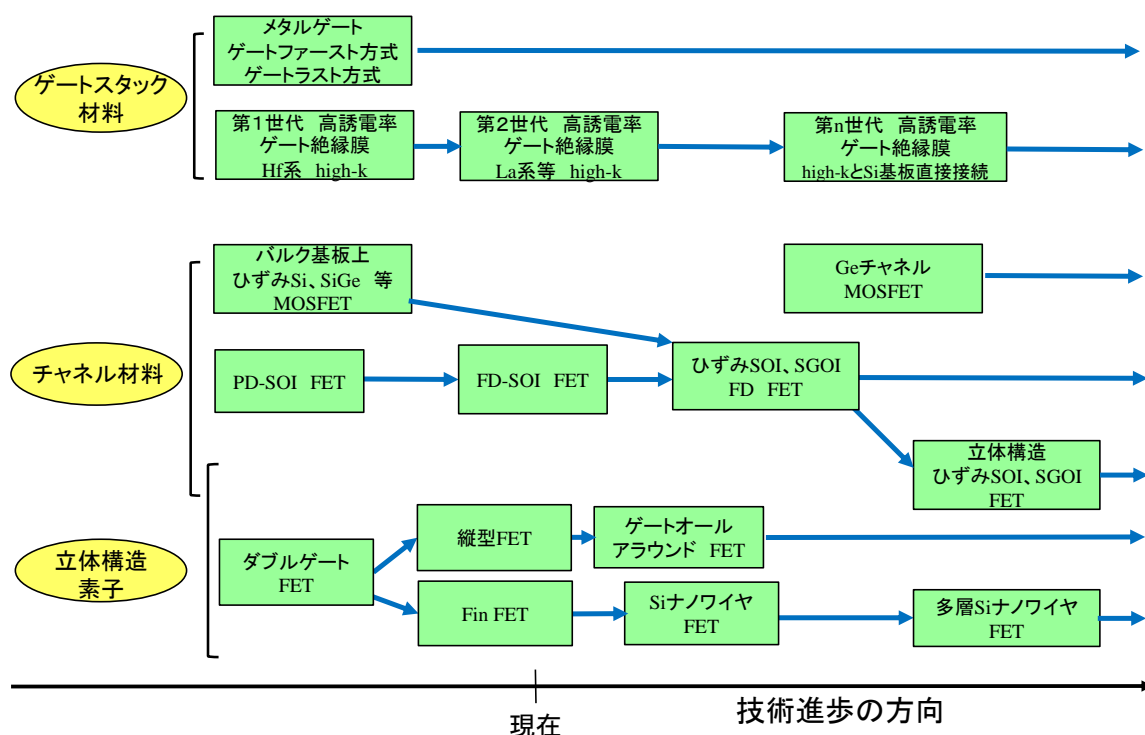 メタルゲート
ゲートファースト方式
ゲートラスト方式
ゲートスタック
材料
第1世代 高誘電率
ゲート絶縁膜
Hf系 high-k
第2世代 高誘電率
ゲート絶縁膜
La系等 high-k
第n世代 高誘電率
ゲート絶縁膜
high-kとSi基板直接接続
バルク基板上
ひずみSi、SiGe 等
MOSFET
Geチャネル
MOSFET
チャネル材料
PD-SOI FET
FD-SOI FET
ひずみSOI、SGOI
FD FET
立体構造
ひずみSOI、SGOI
FET
立体構造
素子
ダブルゲート
FET
縦型FET
ゲートオール
アラウンド FET
Fin FET
Siナノワイヤ
FET
多層Siナノワイヤ
FET
現在
技術進歩の方向